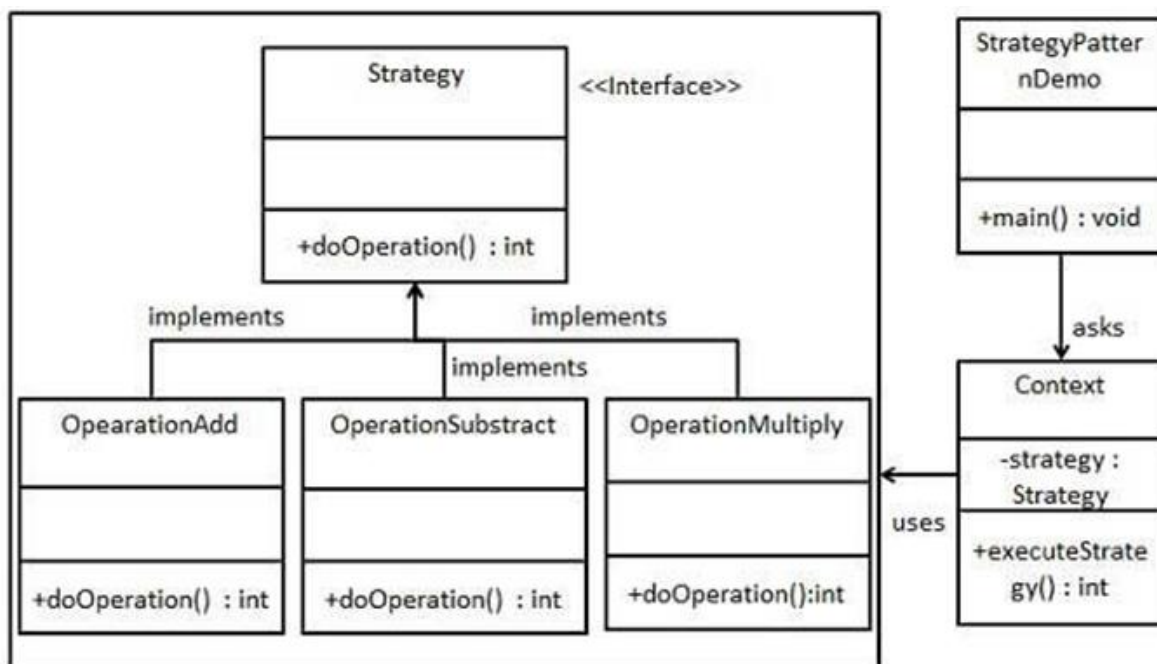 Strategy
<<Interface>>
+doOperation() : int
implements
implements
implements
OpearationAdd
+doOperation() : int
OperationSubstract
+doOperation() : int
OperationMultiply
+doOperation():int
StrategyPatter
nDemo
+main() : void
asks
Context
-strategy :
Strategy
+executeStrate
gy() : int
uses